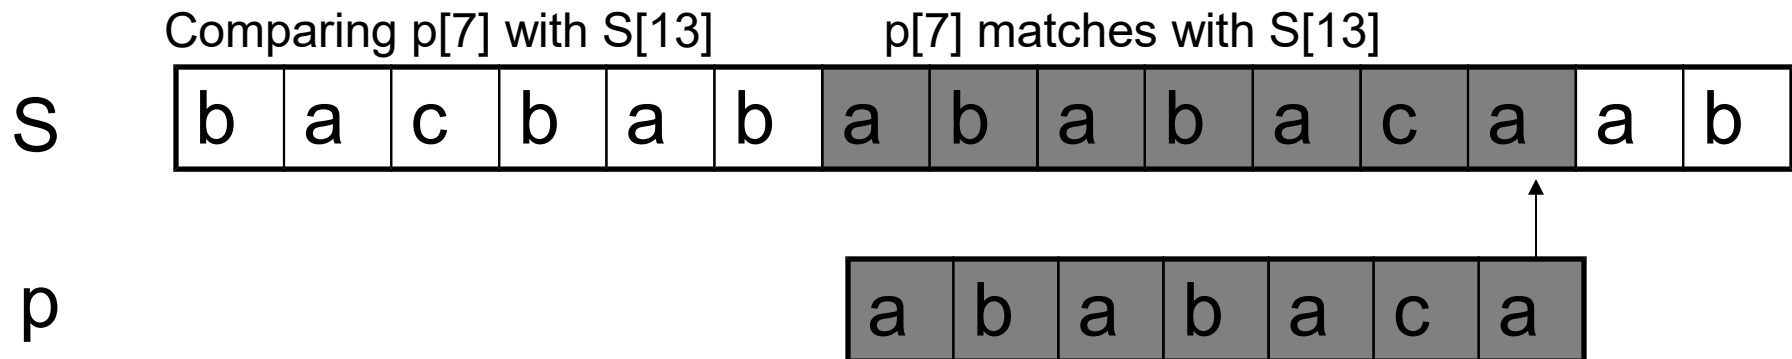 Comparing p[7] with S[13] p[7] matches with S[13]
S b a c b a b a b a b a c a a b
p a b a b a c a